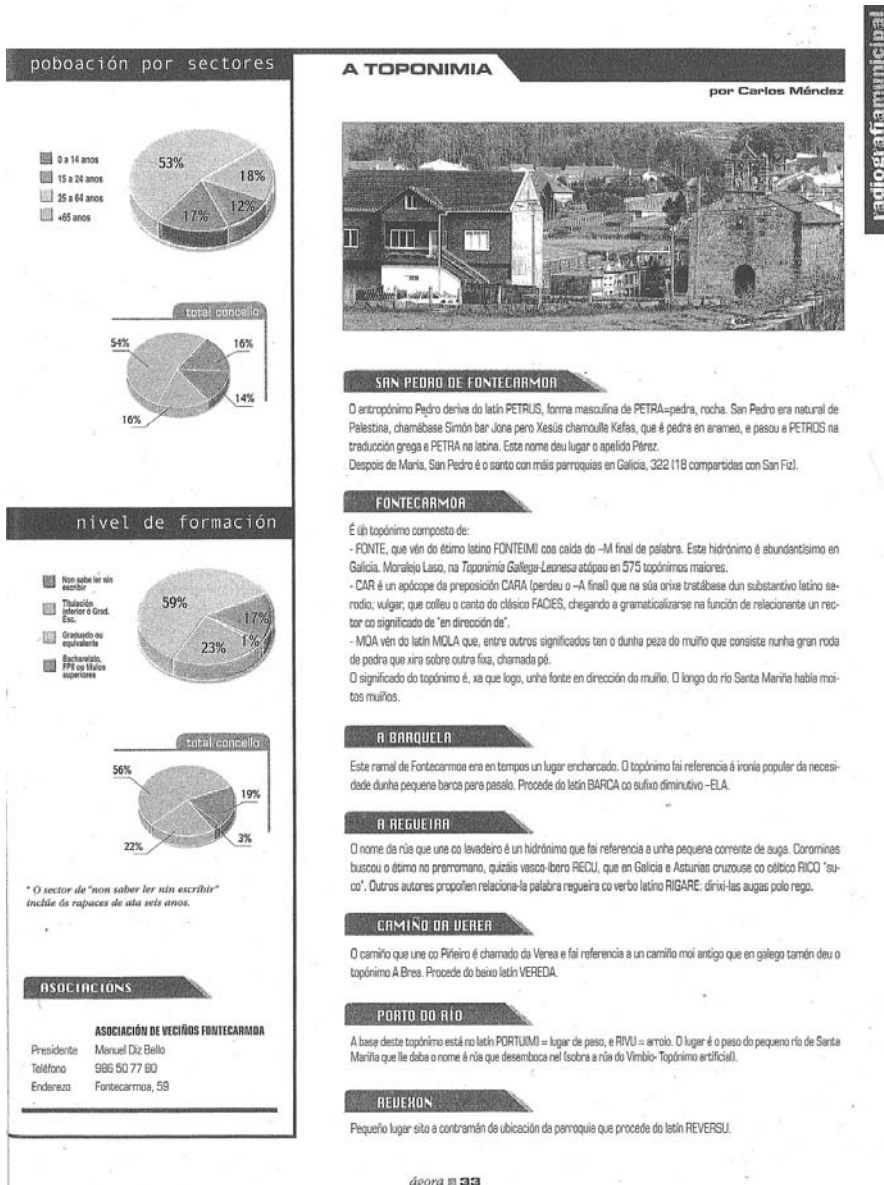 radiografíamunicipal
poboación por sectores
0 a 14 anos
15 a 24 anos
25 a 64 anos
+65 anos
53%
18%
12%
17%
total concello
54%
16%
14%
16%
nivel de formación
Non sabe ler nin
escribir
Titulación
inferior ó Grad.
Esc.
Graduado ou
equivalente
Bacharelato,
FPII ou títulos
superiores
59%
17%
1%
23%
total concello
56%
19%
3%
22%
* O sector de "non saber ler nin escribir"
inclúe ós rapaces de ata seis anos.
ASOCIACIÓNS
ASOCIACIÓN DE VECIÑOS FONTECARMOA
Presidente Manuel Diz Bello
Teléfono 986 50 77 80
Enderezo Fontecarmoa, 59
A TOPONIMIA
por Carlos Méndez
SAN PEDRO DE FONTECARMOA
O antropónimo Pedro deriva do latín PETRUS, forma masculina de PETRA=pedra, rocha. San Pedro era natural de
Palestina, chamábase Simón bar Jona pero Xesús chamoulle Kefas, que é pedra en arameo, e pasou a PETROS na
traducción grega e PETRA na latina. Este nome deu lugar o apelido Pérez.
Despois de María, San Pedro é o santo con máis parroquias en Galicia, 322 (18 compartidas con San Fiz).
FONTECARMOA
É un topónimo composto de:
- FONTE, que vén do étimo latino FONTE(M) coa caída do –M final de palabra. Este hidrónimo é abundantísimo en
Galicia. Moralejo Laso, na Toponimia Gallega-Leonesa atópao en 575 topónimos maiores.
- CAR é un apócope da preposición CARA (perdeu o –A final) que na súa orixe tratábase dun substantivo latino se-
rodio; vulgar, que colleu o canto do clásico FACIES, chegando a gramaticalizarse na función de relacionante un rec-
tor co significado de "en dirección de".
- MOA vén do latín MOLA que, entre outros significados ten o dunha peza do muíño que consiste nunha gran roda
de pedra que xira sobre outra fixa, chamada pé.
O significado do topónimo é, xa que logo, unha fonte en dirección do muíño. O longo do río Santa Mariña había moi-
tos muíños.
A BARQUELA
Este ramal de Fontecarmoa era en tempos un lugar encharcado. O topónimo fai referencia á ironía popular da necesi-
dade dunha pequena barca para pasalo. Procede do latín BARCA co sufixo diminutivo –ELA.
A REGUEIRA
O nome da rúa que une co lavadeiro é un hidrónimo que fai referencia a unha pequena corrente de auga. Corominas
buscou o étimo no prerromano, quizáis vasco-íbero RECU, que en Galicia e Asturias cruzouse co céltico RICO "su-
co". Outros autores propoñen relaciona-la palabra regueira co verbo latino RIGARE: dirixi-las augas polo rego.
CAMIÑO DA VEREA
O camiño que une co Piñeiro é chamado da Verea e fai referencia a un camiño moi antigo que en galego tamén deu o
topónimo A Brea. Procede do baixo latín VEREDA.
PORTO DO RÍO
A base deste topónimo está no latín PORTU(M) = lugar de paso, e RIVU = arroio. O lugar é o paso do pequeno río de Santa
Mariña que lle daba o nome á rúa que desemboca nel (sobra a rúa do Vimbio- Topónimo artificial).
REVEXÓN
Pequeño lugar sito a contramán da ubicación da parroquia que procede do latín REVERSU.
ágora 33